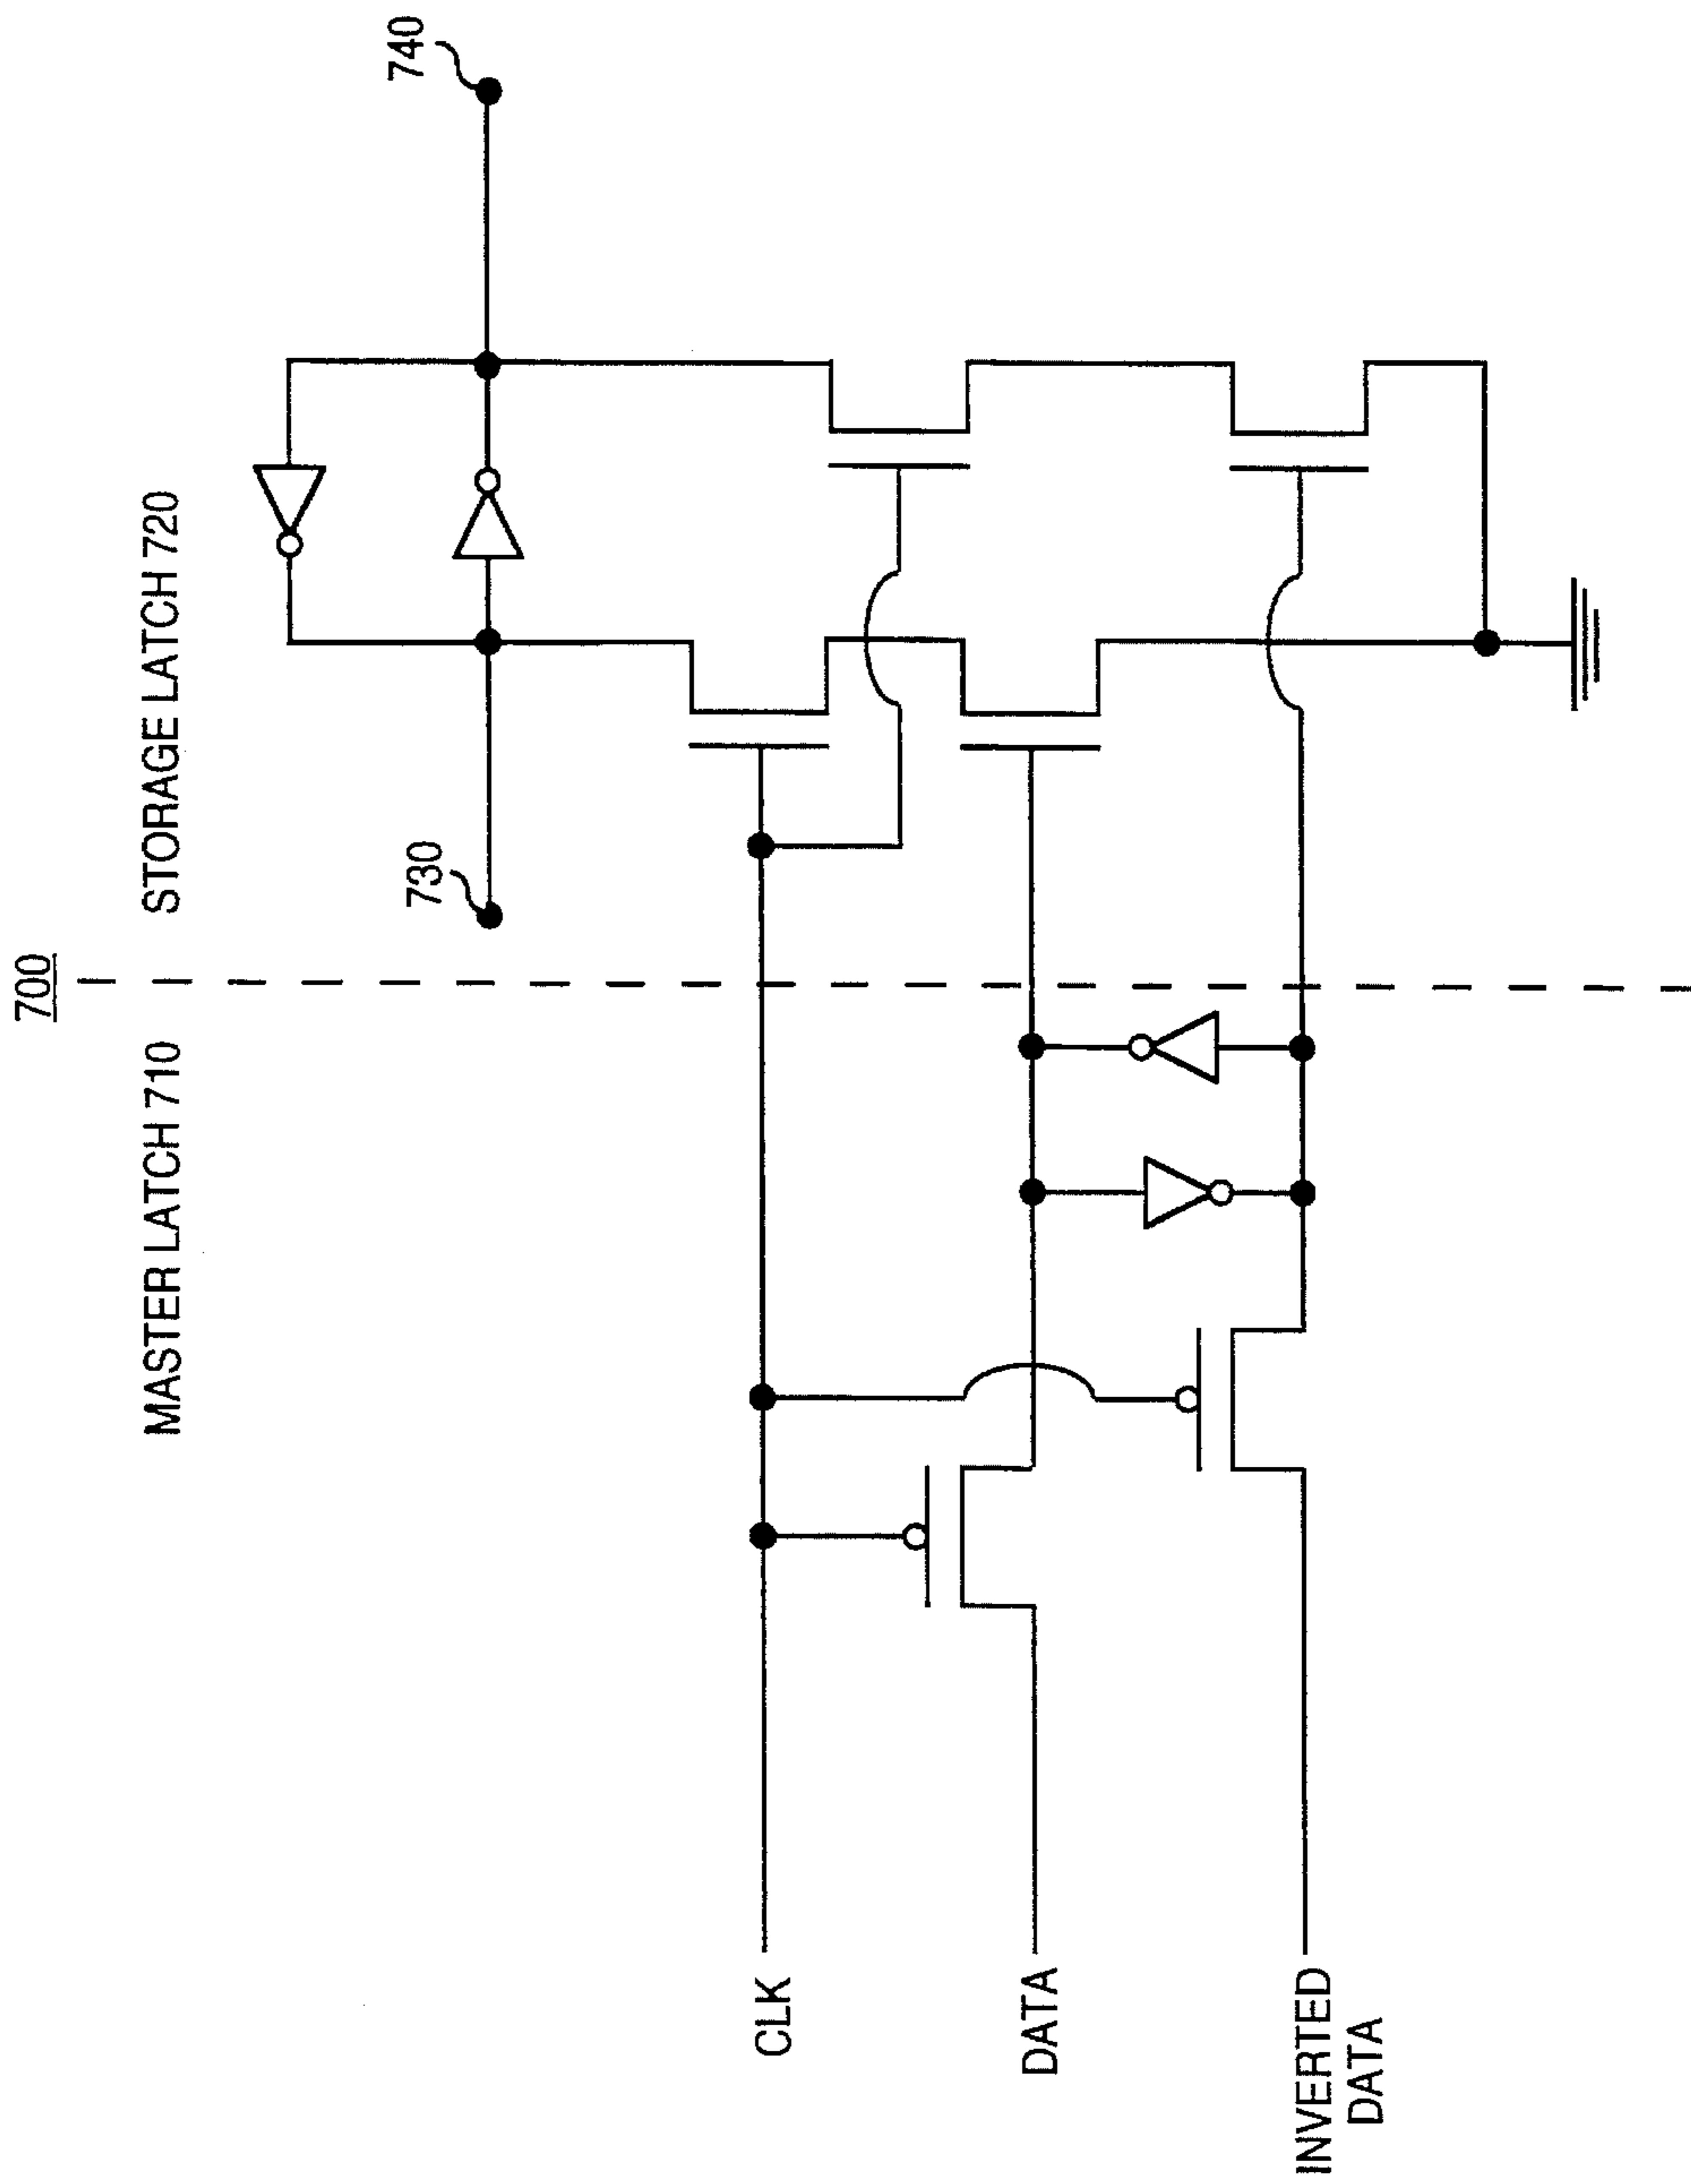 700
MASTER LATCH 710
STORAGE LATCH 720
730
740
CLK
DATA
INVERTED
DATA